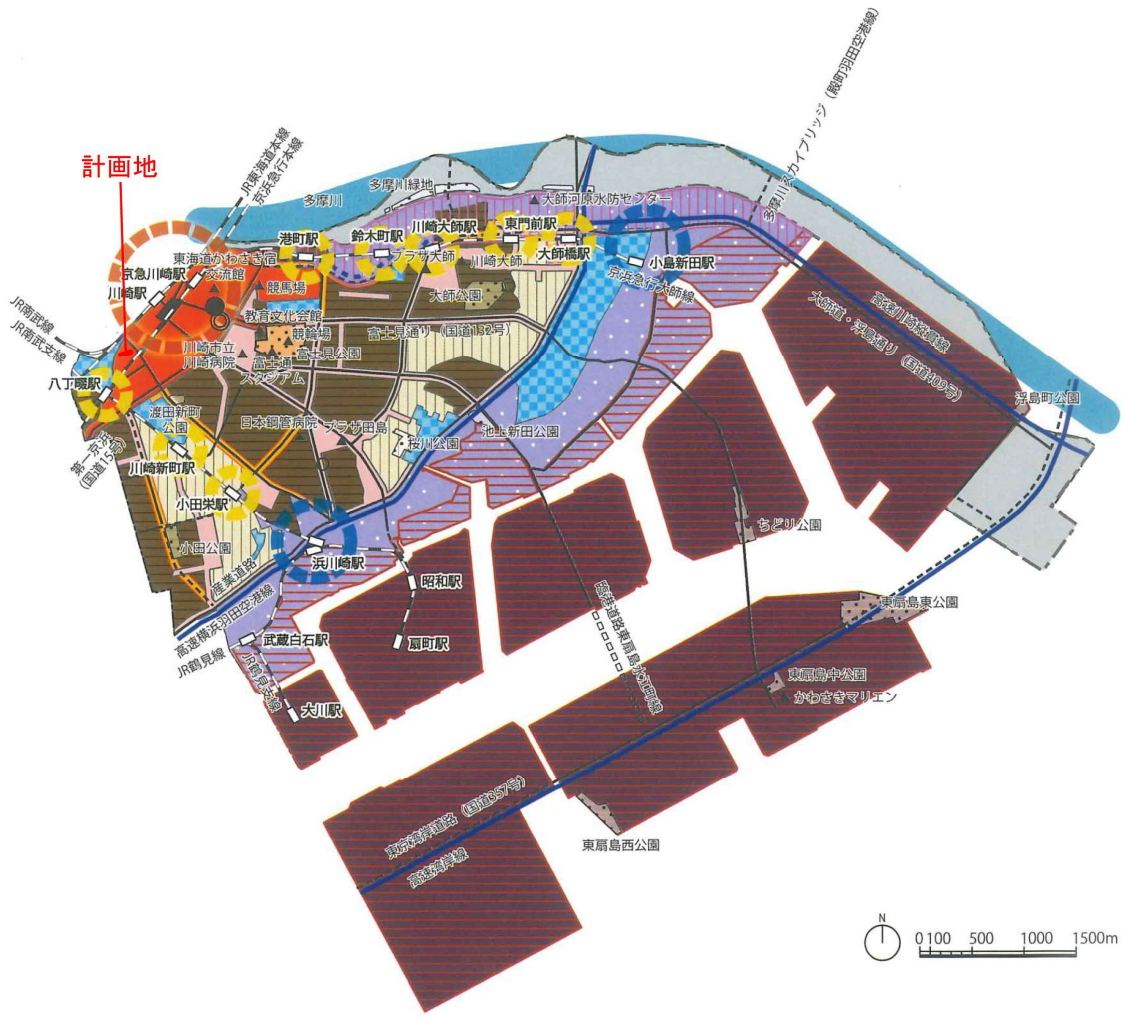 多摩川スカイブリッジ（殿町羽田空港線）
計画地
JR東海道本線
京浜急行本線
多摩川
多摩川緑地
大師河原水防センター
港町駅
鈴木町駅
川崎大師駅
東門前駅
大師橋駅
小島新田駅
京浜急行大師線
東海道かわさき宿
交流館
京急川崎駅
川崎駅
プラザ大師
川崎大師
大師公園
競馬場
教育文化会館
競輪場
富士見公園
富士見通り（国道132号）
川崎市立
川崎病院
富士通
スタジアム
JR南武線
JR南武支線
八丁畷駅
渡田新町
公園
日本鋼管病院
プラザ田島
桜川公園
池上新田公園
高速川崎縦貫線
大師道・浮島通り（国道409号）
浮島町公園
第一京浜
（国道15号）
川崎新町駅
小田栄駅
小田公園
産業道路
浜川崎駅
昭和駅
扇町駅
ちどり公園
高速横浜羽田空港線
JR鶴見線
武蔵白石駅
JR鶴見支線
大川駅
臨港道路東扇島水江町線
東扇島東公園
東扇島中公園
かわさきマリエン
東京湾岸道路（国道357号）
高速湾岸線
東扇島西公園
N
0 100 500 1000 1500m